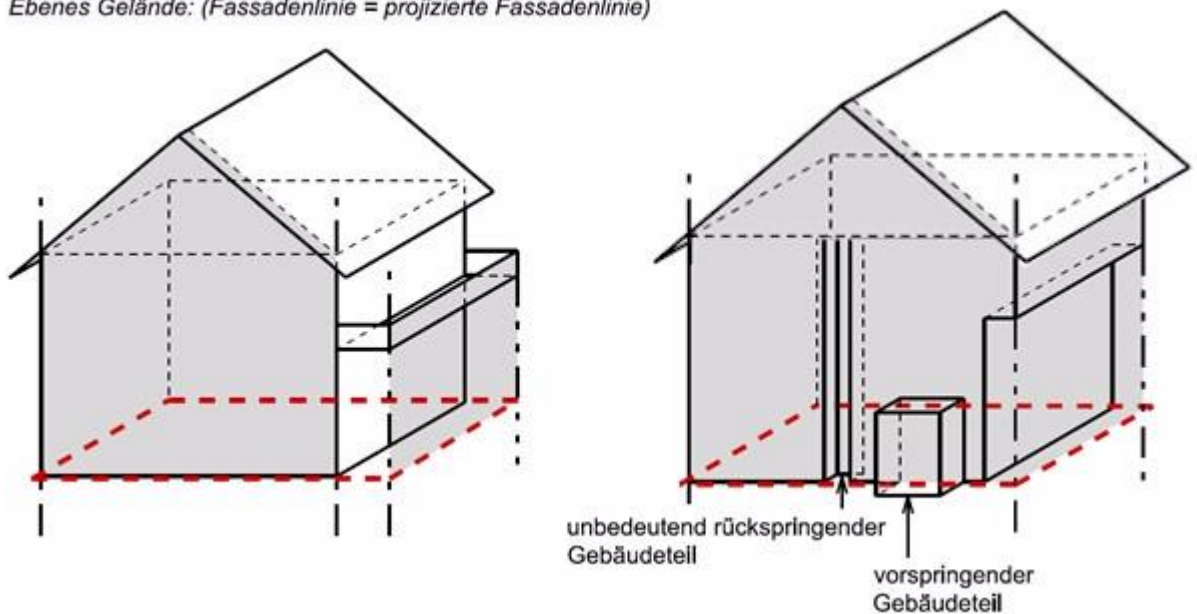 Ebenes Gelände: (Fassadenlinie = projizierte Fassadenlinie)
unbedeutend rückspringender
Gebäudeteil
vorspringender
Gebäudeteil